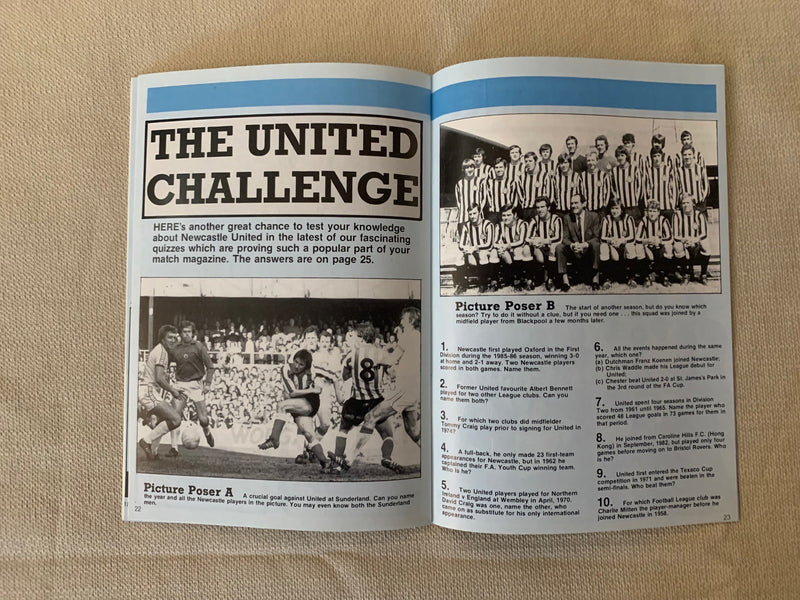 THE UNITED
CHALLENGE
HERE's another great chance to test your knowledge
about Newcastle United in the latest of our fascinating
quizzes which are proving such a popular part of your
match magazine. The answers are on page 25.
Picture Poser A A crucial goal against United at Sunderland. Can you name
the year and all the Newcastle players in the picture. You may even know both the Sunderland
men.
22
Picture Poser B The start of another season, but do you know which
season? Try to do it without a clue, but if you need one . . . this squad was joined by a
midfield player from Blackpool a few months later.
1. Newcastle first played Oxford in the First
Division during the 1985-86 season, winning 3-0
at home and 2-1 away. Two Newcastle players
scored in both games. Name them.
2. Former United favourite Albert Bennett
played for two other League clubs. Can you
name them both?
3. For which two clubs did midfielder
Tommy Craig play prior to signing for United in
1974?
4. A full-back, he only made 23 first-team
appearances for Newcastle, but in 1962 he
captained their F.A. Youth Cup winning team.
Who is he?
5. Two United players played for Northern
Ireland v England at Wembley in April, 1970.
David Craig was one, name the other, who
came on as substitute for his only international
appearance.
6. All the events happened during the same
year, which one?
(a) Dutchman Franz Koenen joined Newcastle;
(b) Chris Waddle made his League debut for
United;
(c) Chester beat United 2-0 at St. James's Park in
the 3rd round of the FA Cup.
7. United spent four seasons in Division
Two from 1961 until 1965. Name the player who
scored 46 League goals in 73 games for them in
that period.
8. He joined from Caroline Hills F.C. (Hong
Kong) in September, 1982, but played only four
games before moving on to Bristol Rovers. Who
is he?
9. United first entered the Texaco Cup
competition in 1971 and were beaten in the
semi-finals. Who beat them?
10. For which Football League club was
Charlie Mitten the player-manager before he
joined Newcastle in 1958.
23